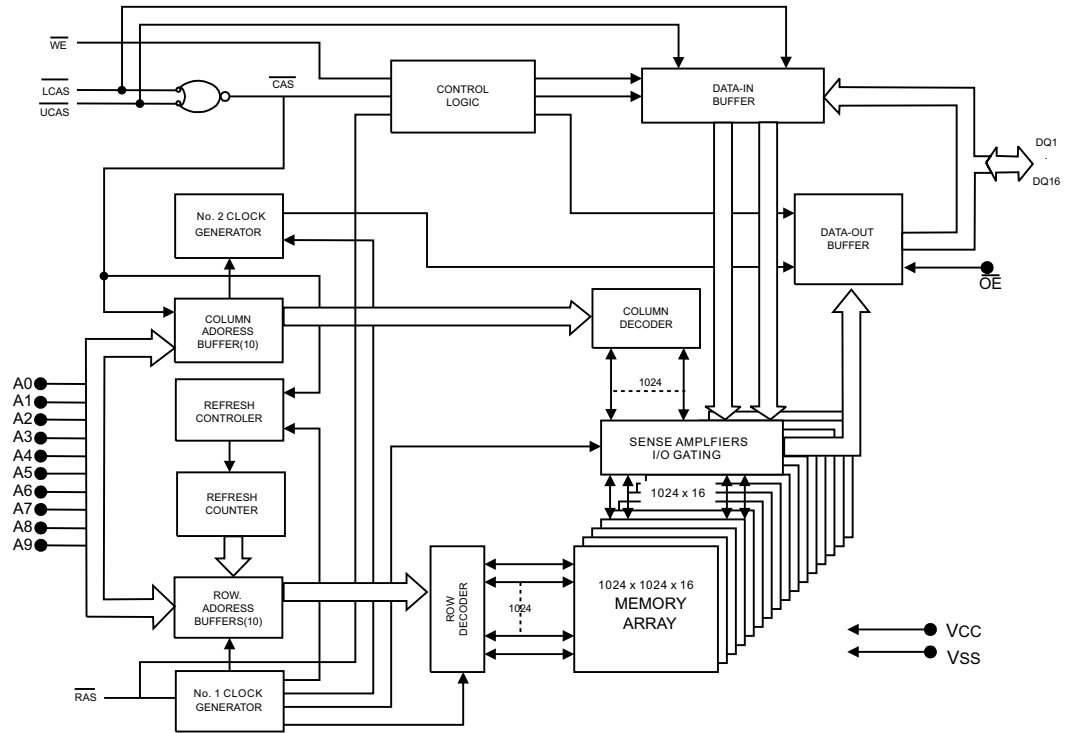 WE
LCAS
UCAS
CAS
CONTROL
LOGIC
DATA-IN
BUFFER
DQ1
.
DQ16
No. 2 CLOCK
GENERATOR
DATA-OUT
BUFFER
OE
COLUMN
ADDRESS
BUFFER(10)
COLUMN
DECODER
1024
A0
A1
A2
A3
A4
A5
A6
A7
A8
A9
REFRESH
CONTROLER
SENSE AMPLFIERS
I/O GATING
REFRESH
COUNTER
1024 x 16
ROW.
ADDRESS
BUFFERS(10)
ROW
DECODER
1024
1024 x 1024 x 16
MEMORY
ARRAY
VCC
VSS
RAS
No. 1 CLOCK
GENERATOR